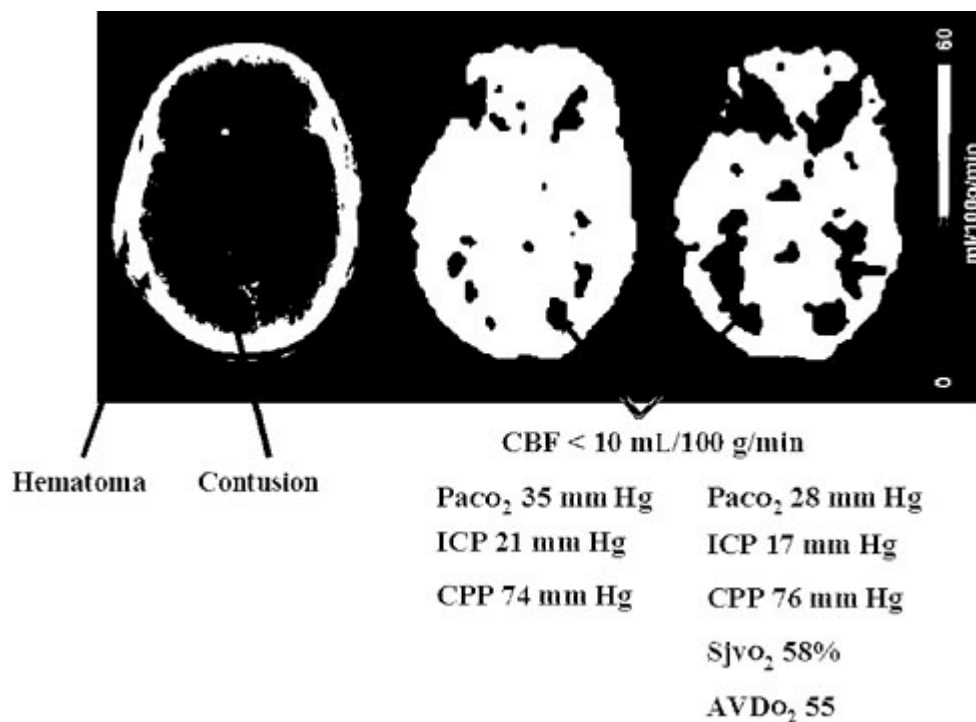 60
ml/100g/min
0
Hematoma Contusion
CBF < 10 mL/100 g/min
Paco₂ 35 mm Hg Paco₂ 28 mm Hg
ICP 21 mm Hg ICP 17 mm Hg
CPP 74 mm Hg CPP 76 mm Hg
Sjvo₂ 58%
AVDo₂ 55